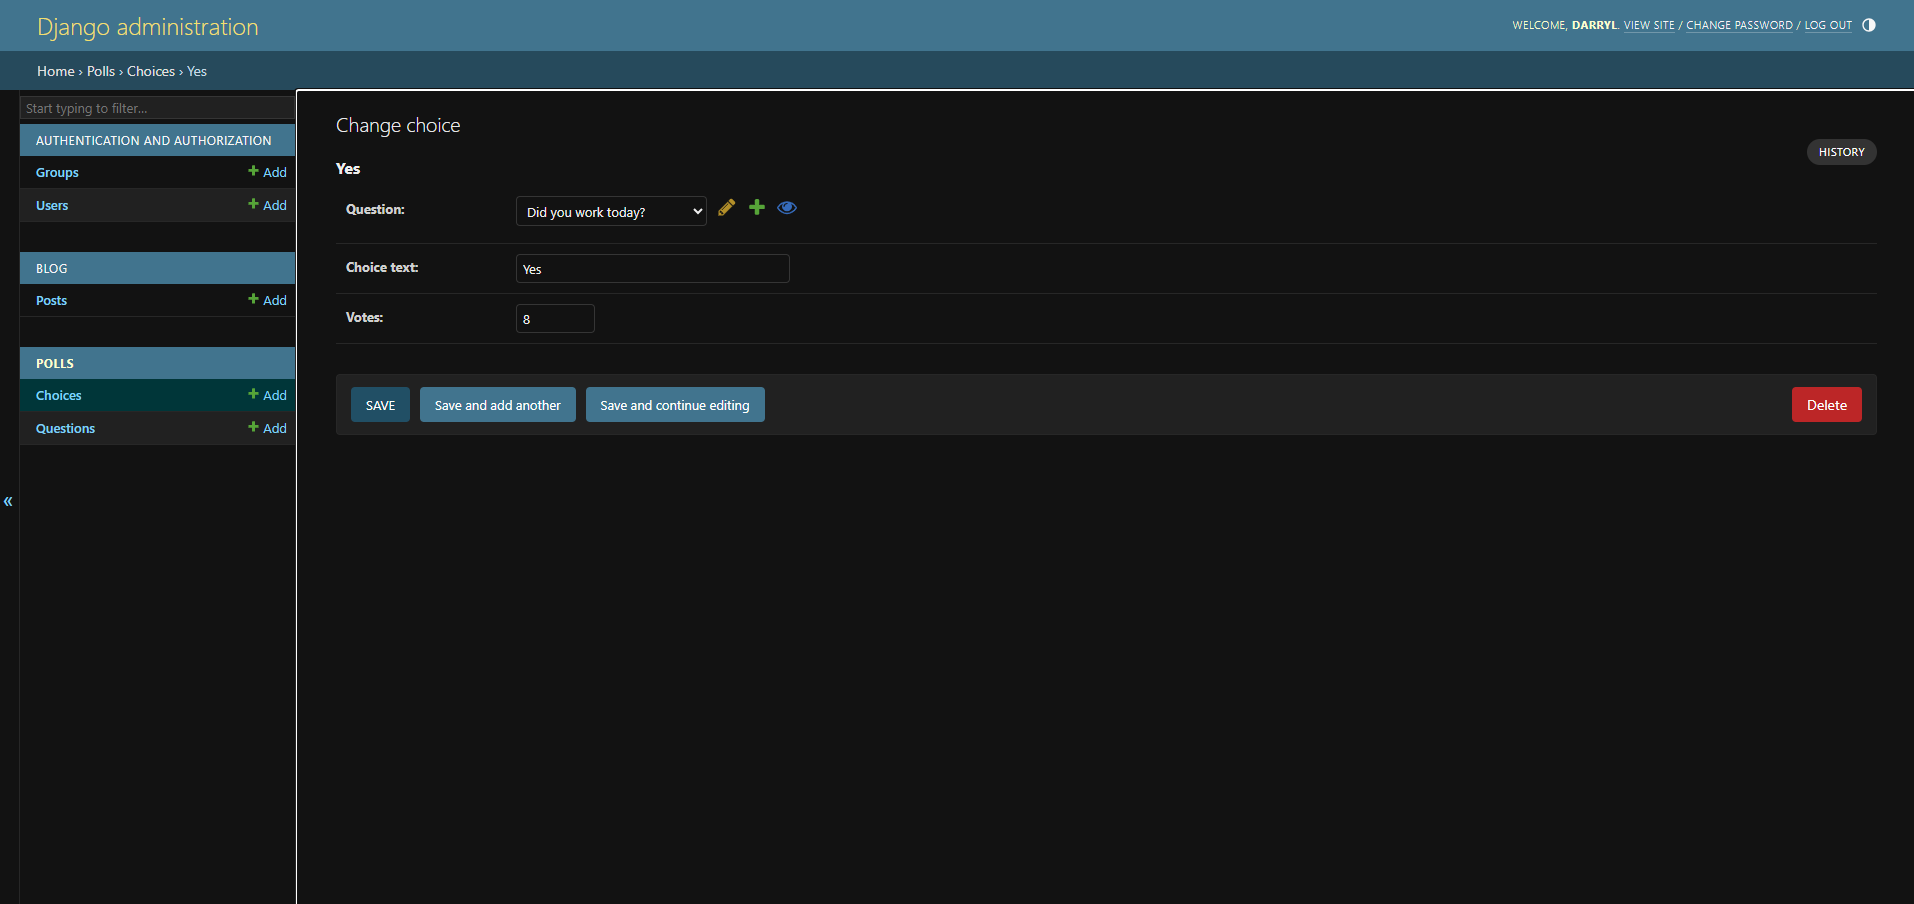 Django administration
WELCOME, DARRYL. VIEW SITE / CHANGE PASSWORD / LOG OUT
Home › Polls › Choices › Yes
Start typing to filter...
AUTHENTICATION AND AUTHORIZATION
Groups
Add
Users
Add
BLOG
Posts
Add
POLLS
Choices
Add
Questions
Add
«
Change choice
HISTORY
Yes
Question:
Did you work today?
Choice text:
Yes
Votes:
8
SAVE
Save and add another
Save and continue editing
Delete